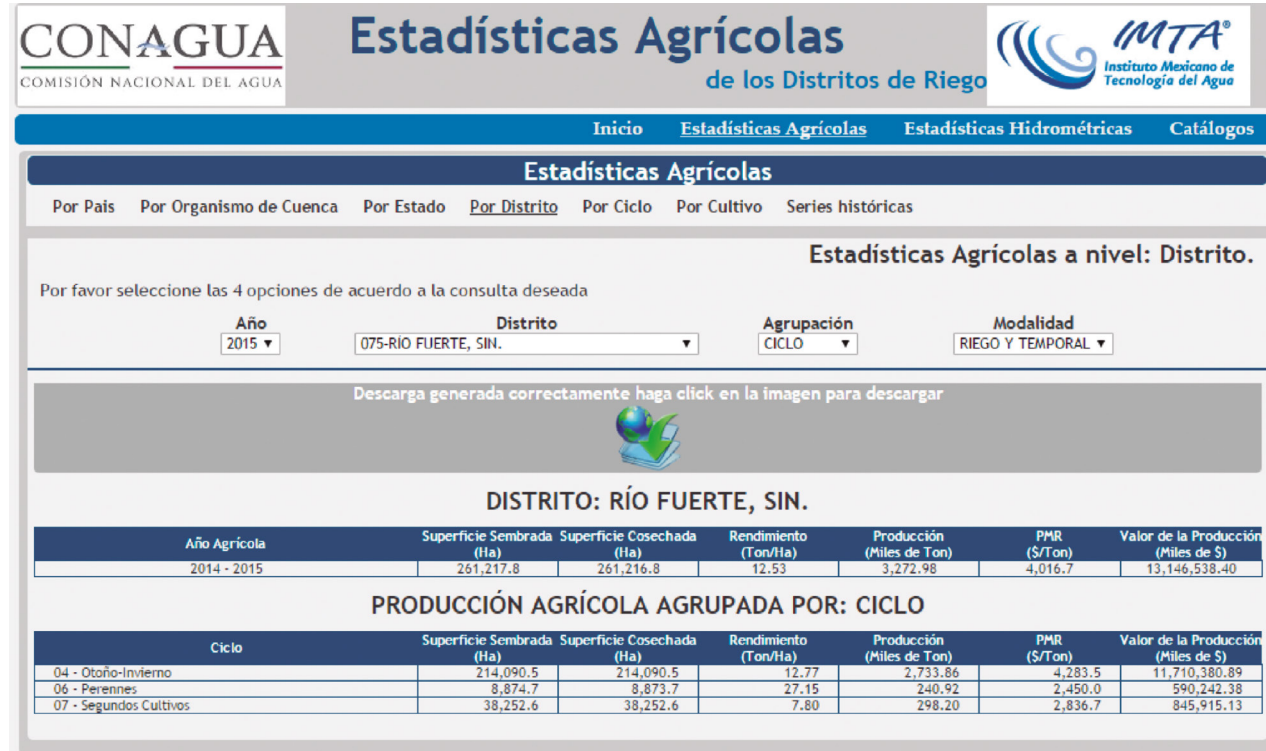 CONAGUA
COMISIÓN NACIONAL DEL AGUA
Estadísticas Agrícolas
de los Distritos de Riego
IMTA®
Instituto Mexicano de
Tecnología del Agua
Inicio Estadísticas Agrícolas Estadísticas Hidrométricas Catálogos
Estadísticas Agrícolas
Por Pais Por Organismo de Cuenca Por Estado Por Distrito Por Ciclo Por Cultivo Series históricas
Estadísticas Agrícolas a nivel: Distrito.
Por favor seleccione las 4 opciones de acuerdo a la consulta deseada
Año Distrito Agrupación Modalidad
2015 ▼ 075-RÍO FUERTE, SIN. ▼ CICLO ▼ RIEGO Y TEMPORAL ▼
Descarga generada correctamente haga click en la imagen para descargar
DISTRITO: RÍO FUERTE, SIN.
Año Agrícola Superficie Sembrada (Ha) Superficie Cosechada (Ha) Rendimiento (Ton/Ha) Producción (Miles de Ton) PMR ($/Ton) Valor de la Producción (Miles de $)
2014 - 2015 261,217.8 261,216.8 12.53 3,272.98 4,016.7 13,146,538.40
PRODUCCIÓN AGRÍCOLA AGRUPADA POR: CICLO
Ciclo Superficie Sembrada (Ha) Superficie Cosechada (Ha) Rendimiento (Ton/Ha) Producción (Miles de Ton) PMR ($/Ton) Valor de la Producción (Miles de $)
04 - Otoño-Invierno 214,090.5 214,090.5 12.77 2,733.86 4,283.5 11,710,380.89
06 - Perennes 8,874.7 8,873.7 27.15 240.92 2,450.0 590,242.38
07 - Segundos Cultivos 38,252.6 38,252.6 7.80 298.20 2,836.7 845,915.13